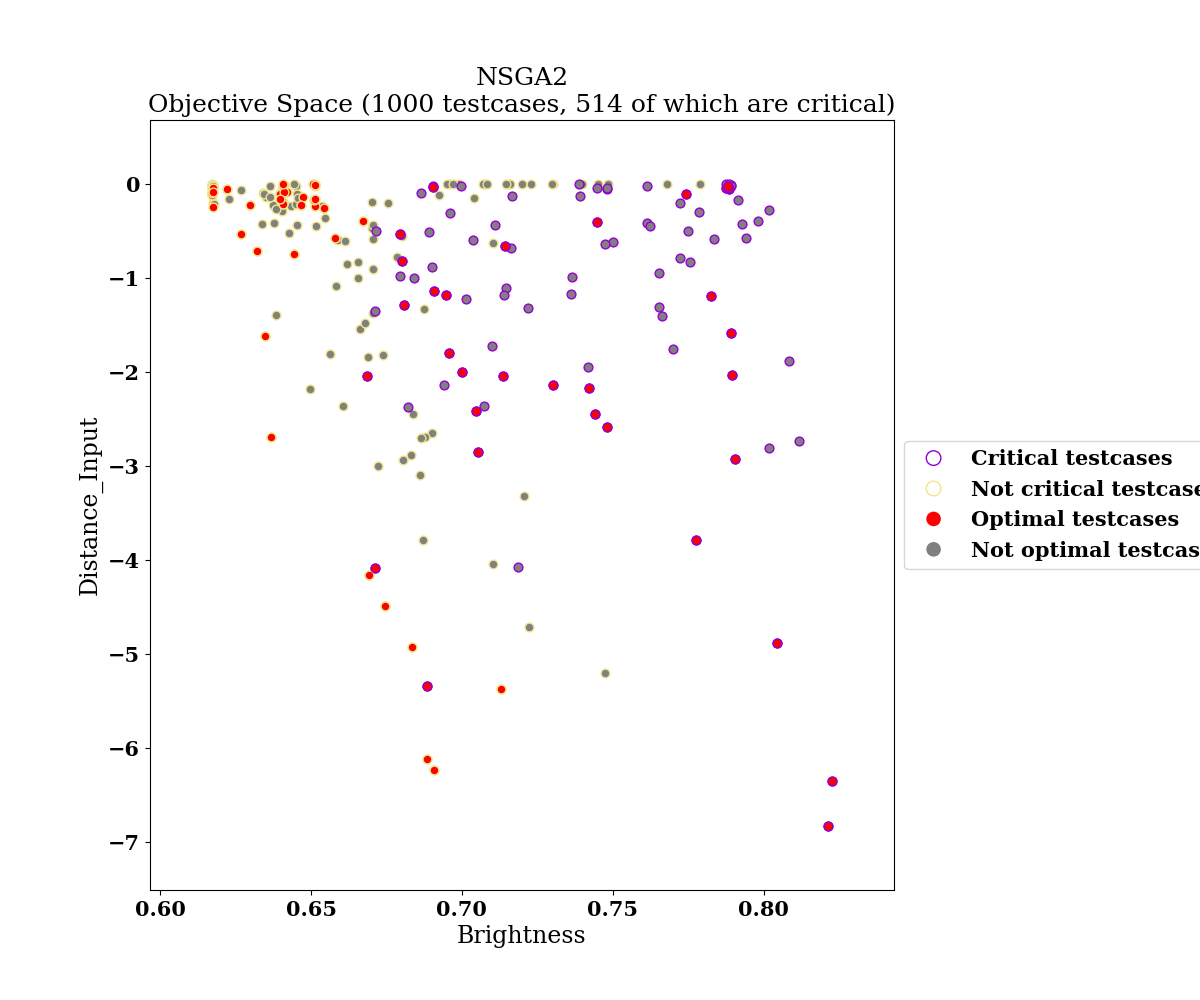 NSGA2
Objective Space (1000 testcases, 514 of which are critical)
0
−1
−2
−3
−4
−5
−6
−7
Distance_Input
0.60 0.65 0.70 0.75 0.80
Brightness
Critical testcases
Not critical testcase
Optimal testcases
Not optimal testcas